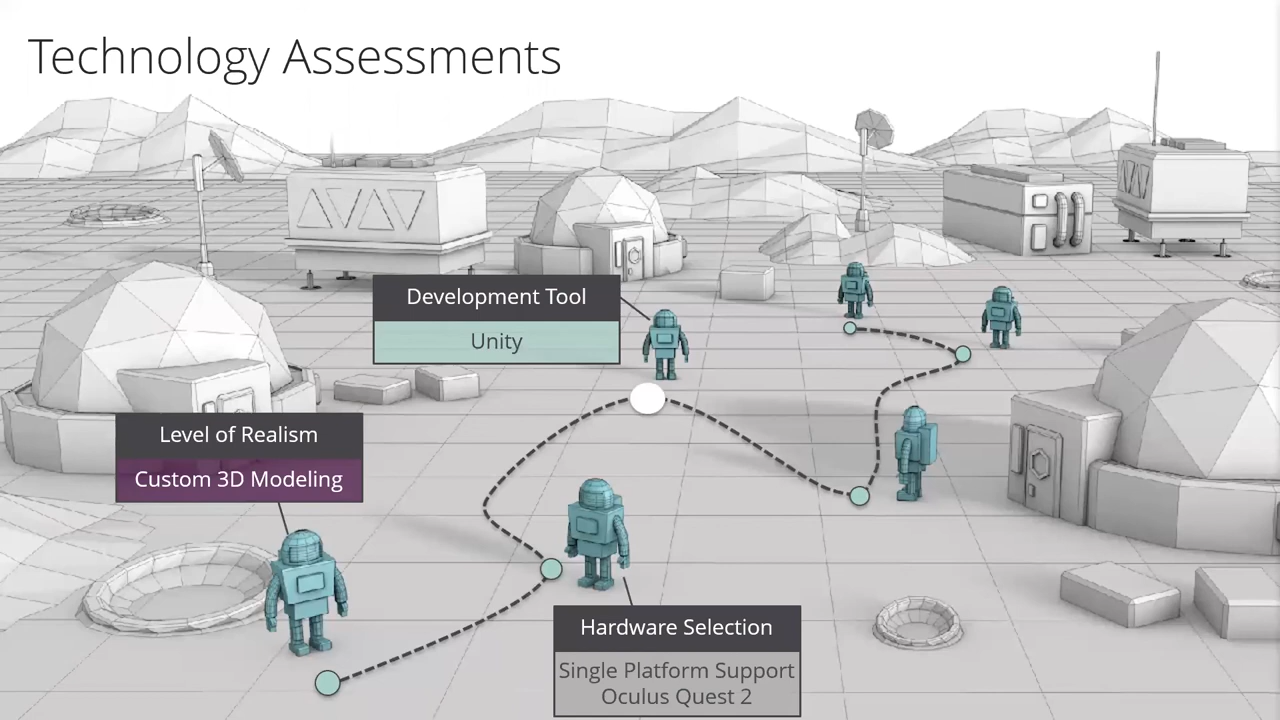 Technology Assessments
Development Tool
Unity
Level of Realism
Custom 3D Modeling
Hardware Selection
Single Platform Support
Oculus Quest 2